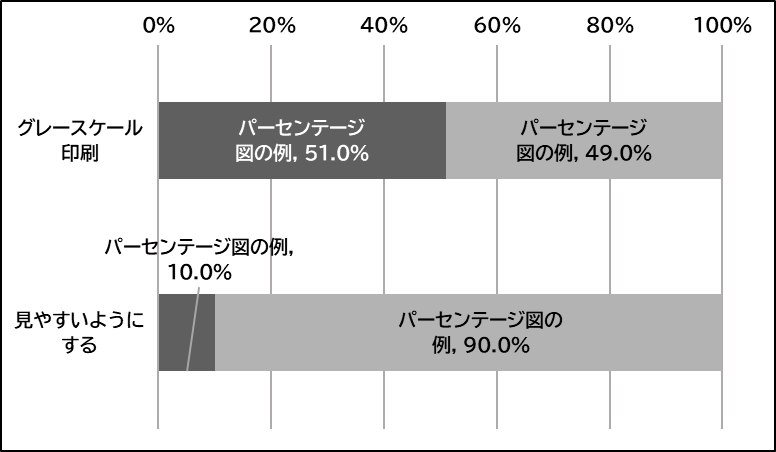 0% 20% 40% 60% 80% 100%
グレースケール
印刷
パーセンテージ
図の例, 51.0%
パーセンテージ
図の例, 49.0%
パーセンテージ図の例,
10.0%
見やすいように
する
パーセンテージ図の
例, 90.0%